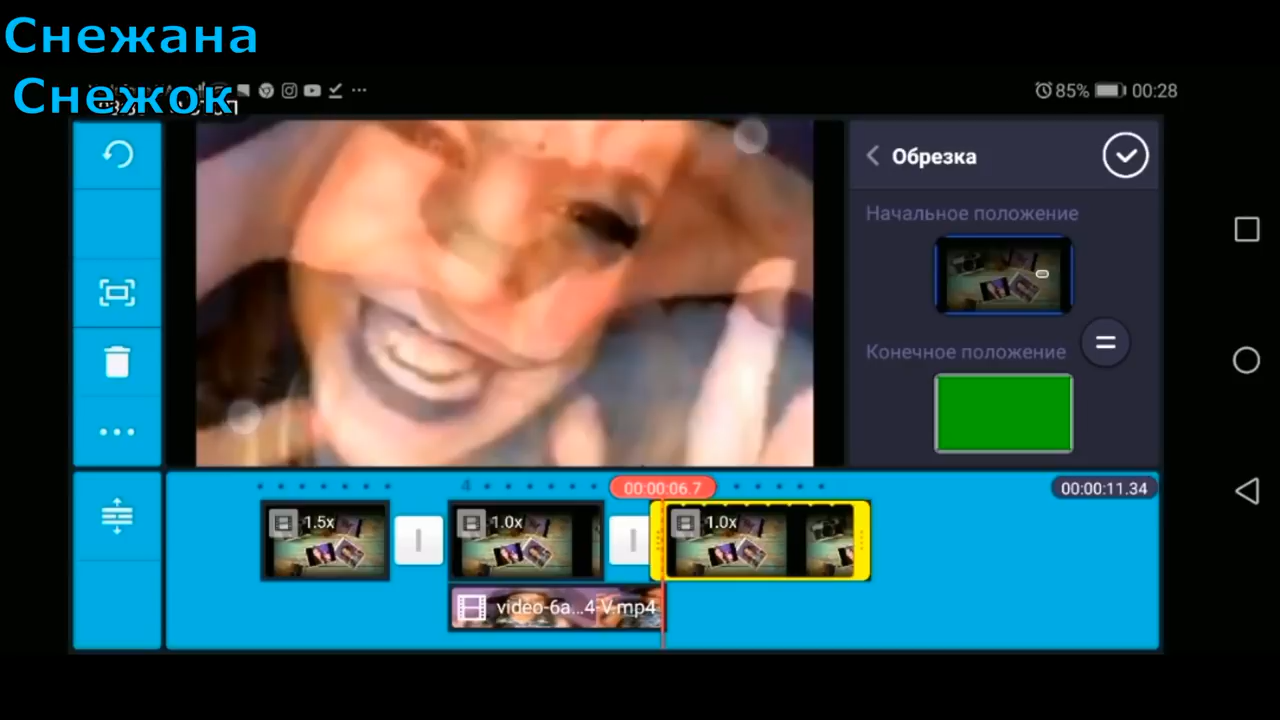 Снежана
Снежок
85% 00:28
Обрезка
Начальное положение
Конечное положение
4
00:00:06.7
00:00:11.34
1.5x
1.0x
1.0x
video-6a...4-V.mp4